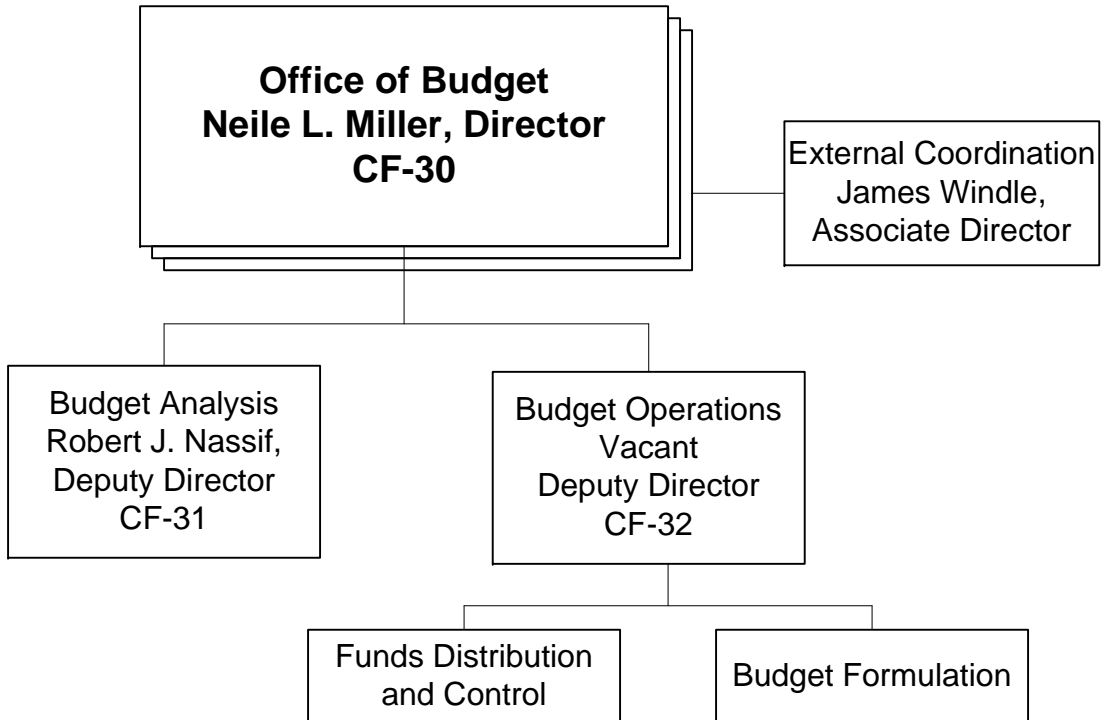 Office of Budget
Neile L. Miller, Director
CF-30
External Coordination
James Windle,
Associate Director
Budget Analysis
Robert J. Nassif,
Deputy Director
CF-31
Budget Operations
Vacant
Deputy Director
CF-32
Funds Distribution
and Control
Budget Formulation